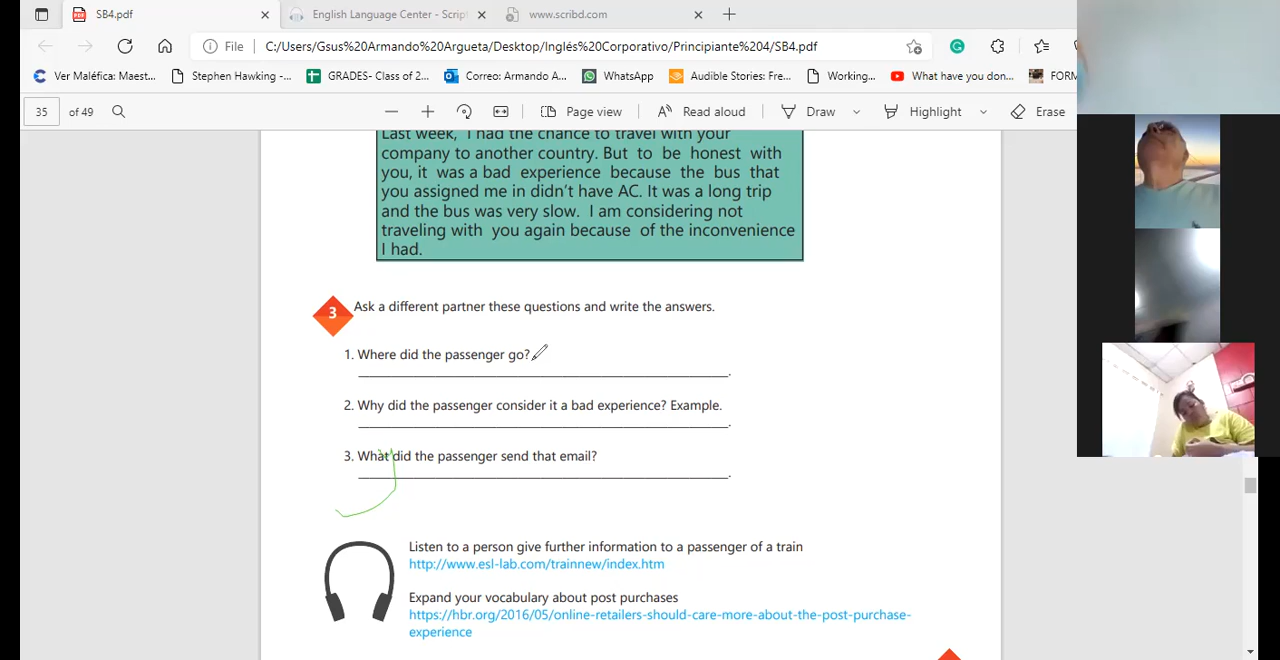 SB4.pdf
English Language Center - Script
www.scribd.com
File
C:/Users/Gsus%20Armando%20Argueta/Desktop/Inglés%20Corporativo/Principiante%204/SB4.pdf
Ver Maléfica: Maest...
Stephen Hawking -...
GRADES- Class of 2...
Correo: Armando A...
WhatsApp
Audible Stories: Fre...
Working...
What have you don...
FORM
35 of 49
Page view
Read aloud
Draw
Highlight
Erase
Last week, I had the chance to travel with your
company to another country. But to be honest with
you, it was a bad experience because the bus that
you assigned me in didn't have AC. It was a long trip
and the bus was very slow. I am considering not
traveling with you again because of the inconvenience
I had.
3 Ask a different partner these questions and write the answers.
1. Where did the passenger go?
2. Why did the passenger consider it a bad experience? Example.
3. What did the passenger send that email?
Listen to a person give further information to a passenger of a train
http://www.esl-lab.com/trainnew/index.htm
Expand your vocabulary about post purchases
https://hbr.org/2016/05/online-retailers-should-care-more-about-the-post-purchase-
experience